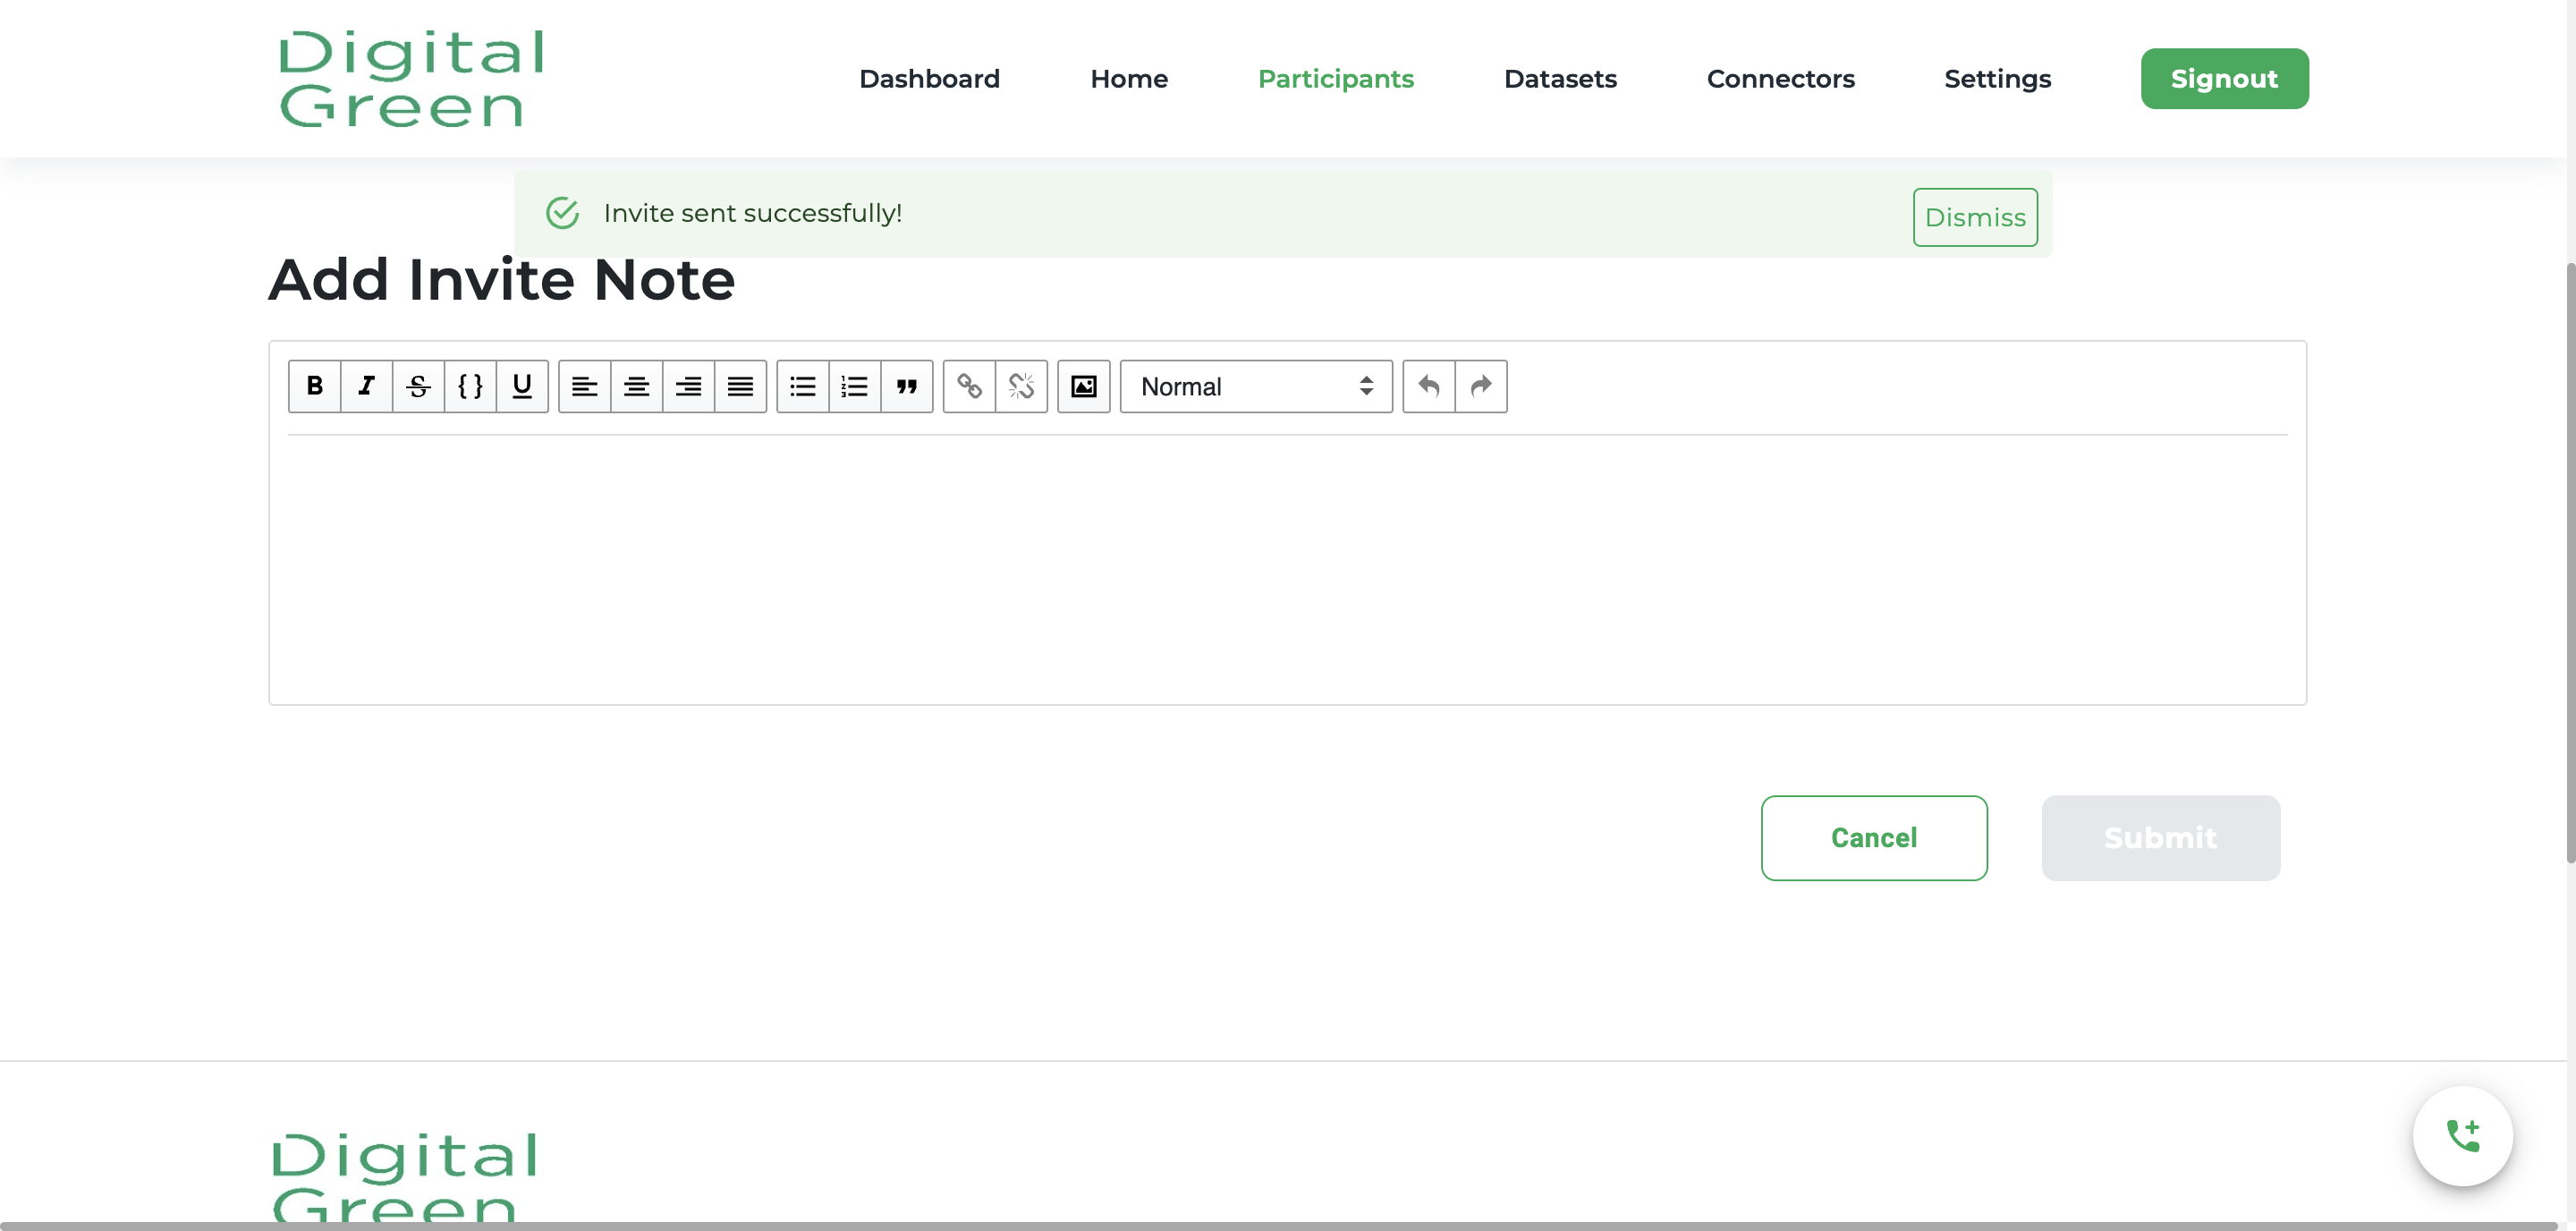 Digital
Green
Dashboard
Home
Participants
Datasets
Connectors
Settings
Signout
Invite sent successfully!
Dismiss
Add Invite Note
B I S { } U
Normal
Cancel
Submit
Digital
Green